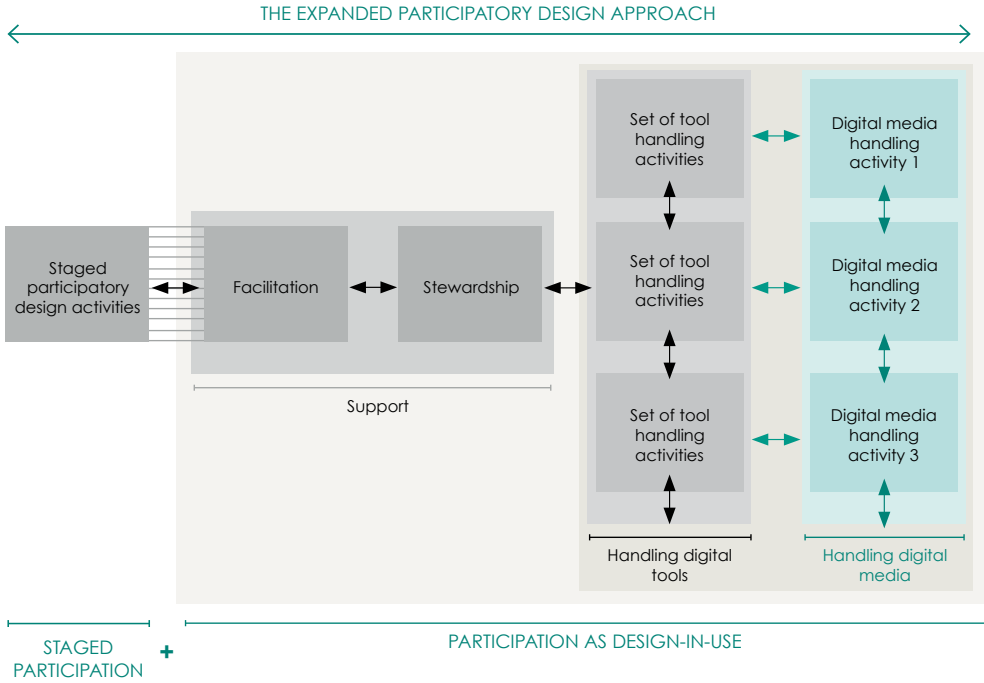 THE EXPANDED PARTICIPATORY DESIGN APPROACH
Staged
participatory
design activities
Facilitation
Stewardship
Support
Set of tool
handling
activities
Set of tool
handling
activities
Set of tool
handling
activities
Handling digital
tools
Digital media
handling
activity 1
Digital media
handling
activity 2
Digital media
handling
activity 3
Handling digital
media
STAGED
PARTICIPATION
+
PARTICIPATION AS DESIGN-IN-USE